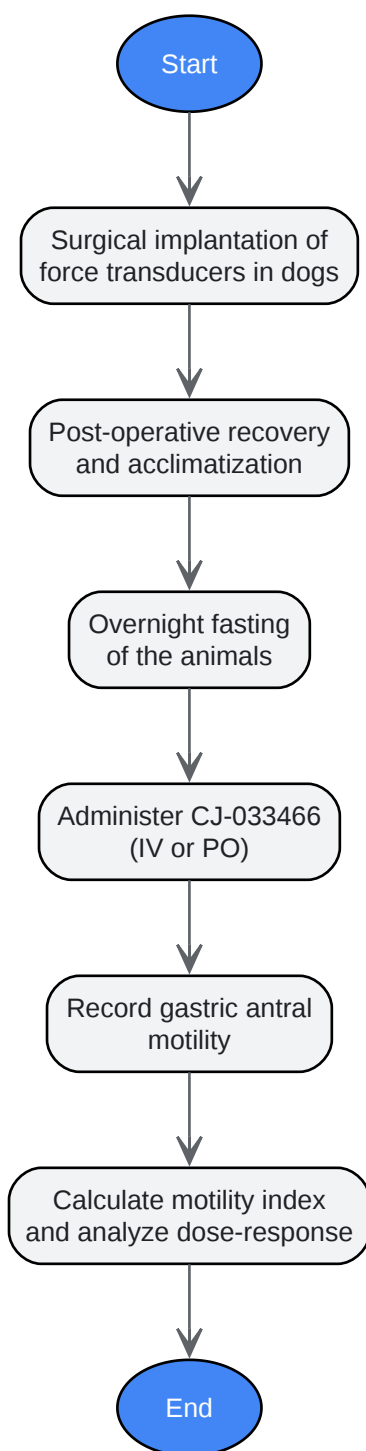 Start
Surgical implantation of
force transducers in dogs
Post-operative recovery
and acclimatization
Overnight fasting
of the animals
Administer CJ-033466
(IV or PO)
Record gastric antral
motility
Calculate motility index
and analyze dose-response
End